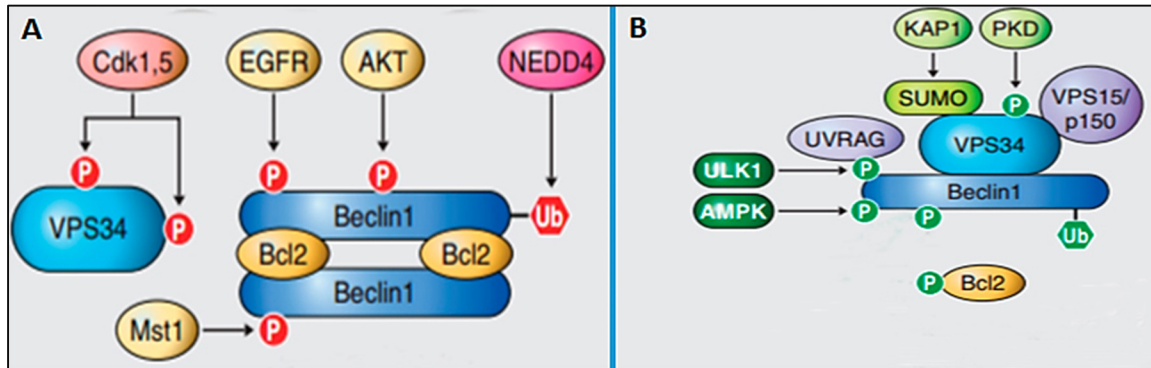 A
Cdk1,5
EGFR
AKT
NEDD4
P
P
P
P
VPS34
Beclin1
Ub
Bcl2
Bcl2
Beclin1
Mst1
P
B
KAP1
PKD
SUMO
P
VPS15/
p150
UVRAG
VPS34
ULK1
P
Beclin1
AMPK
P
P
Ub
P
Bcl2